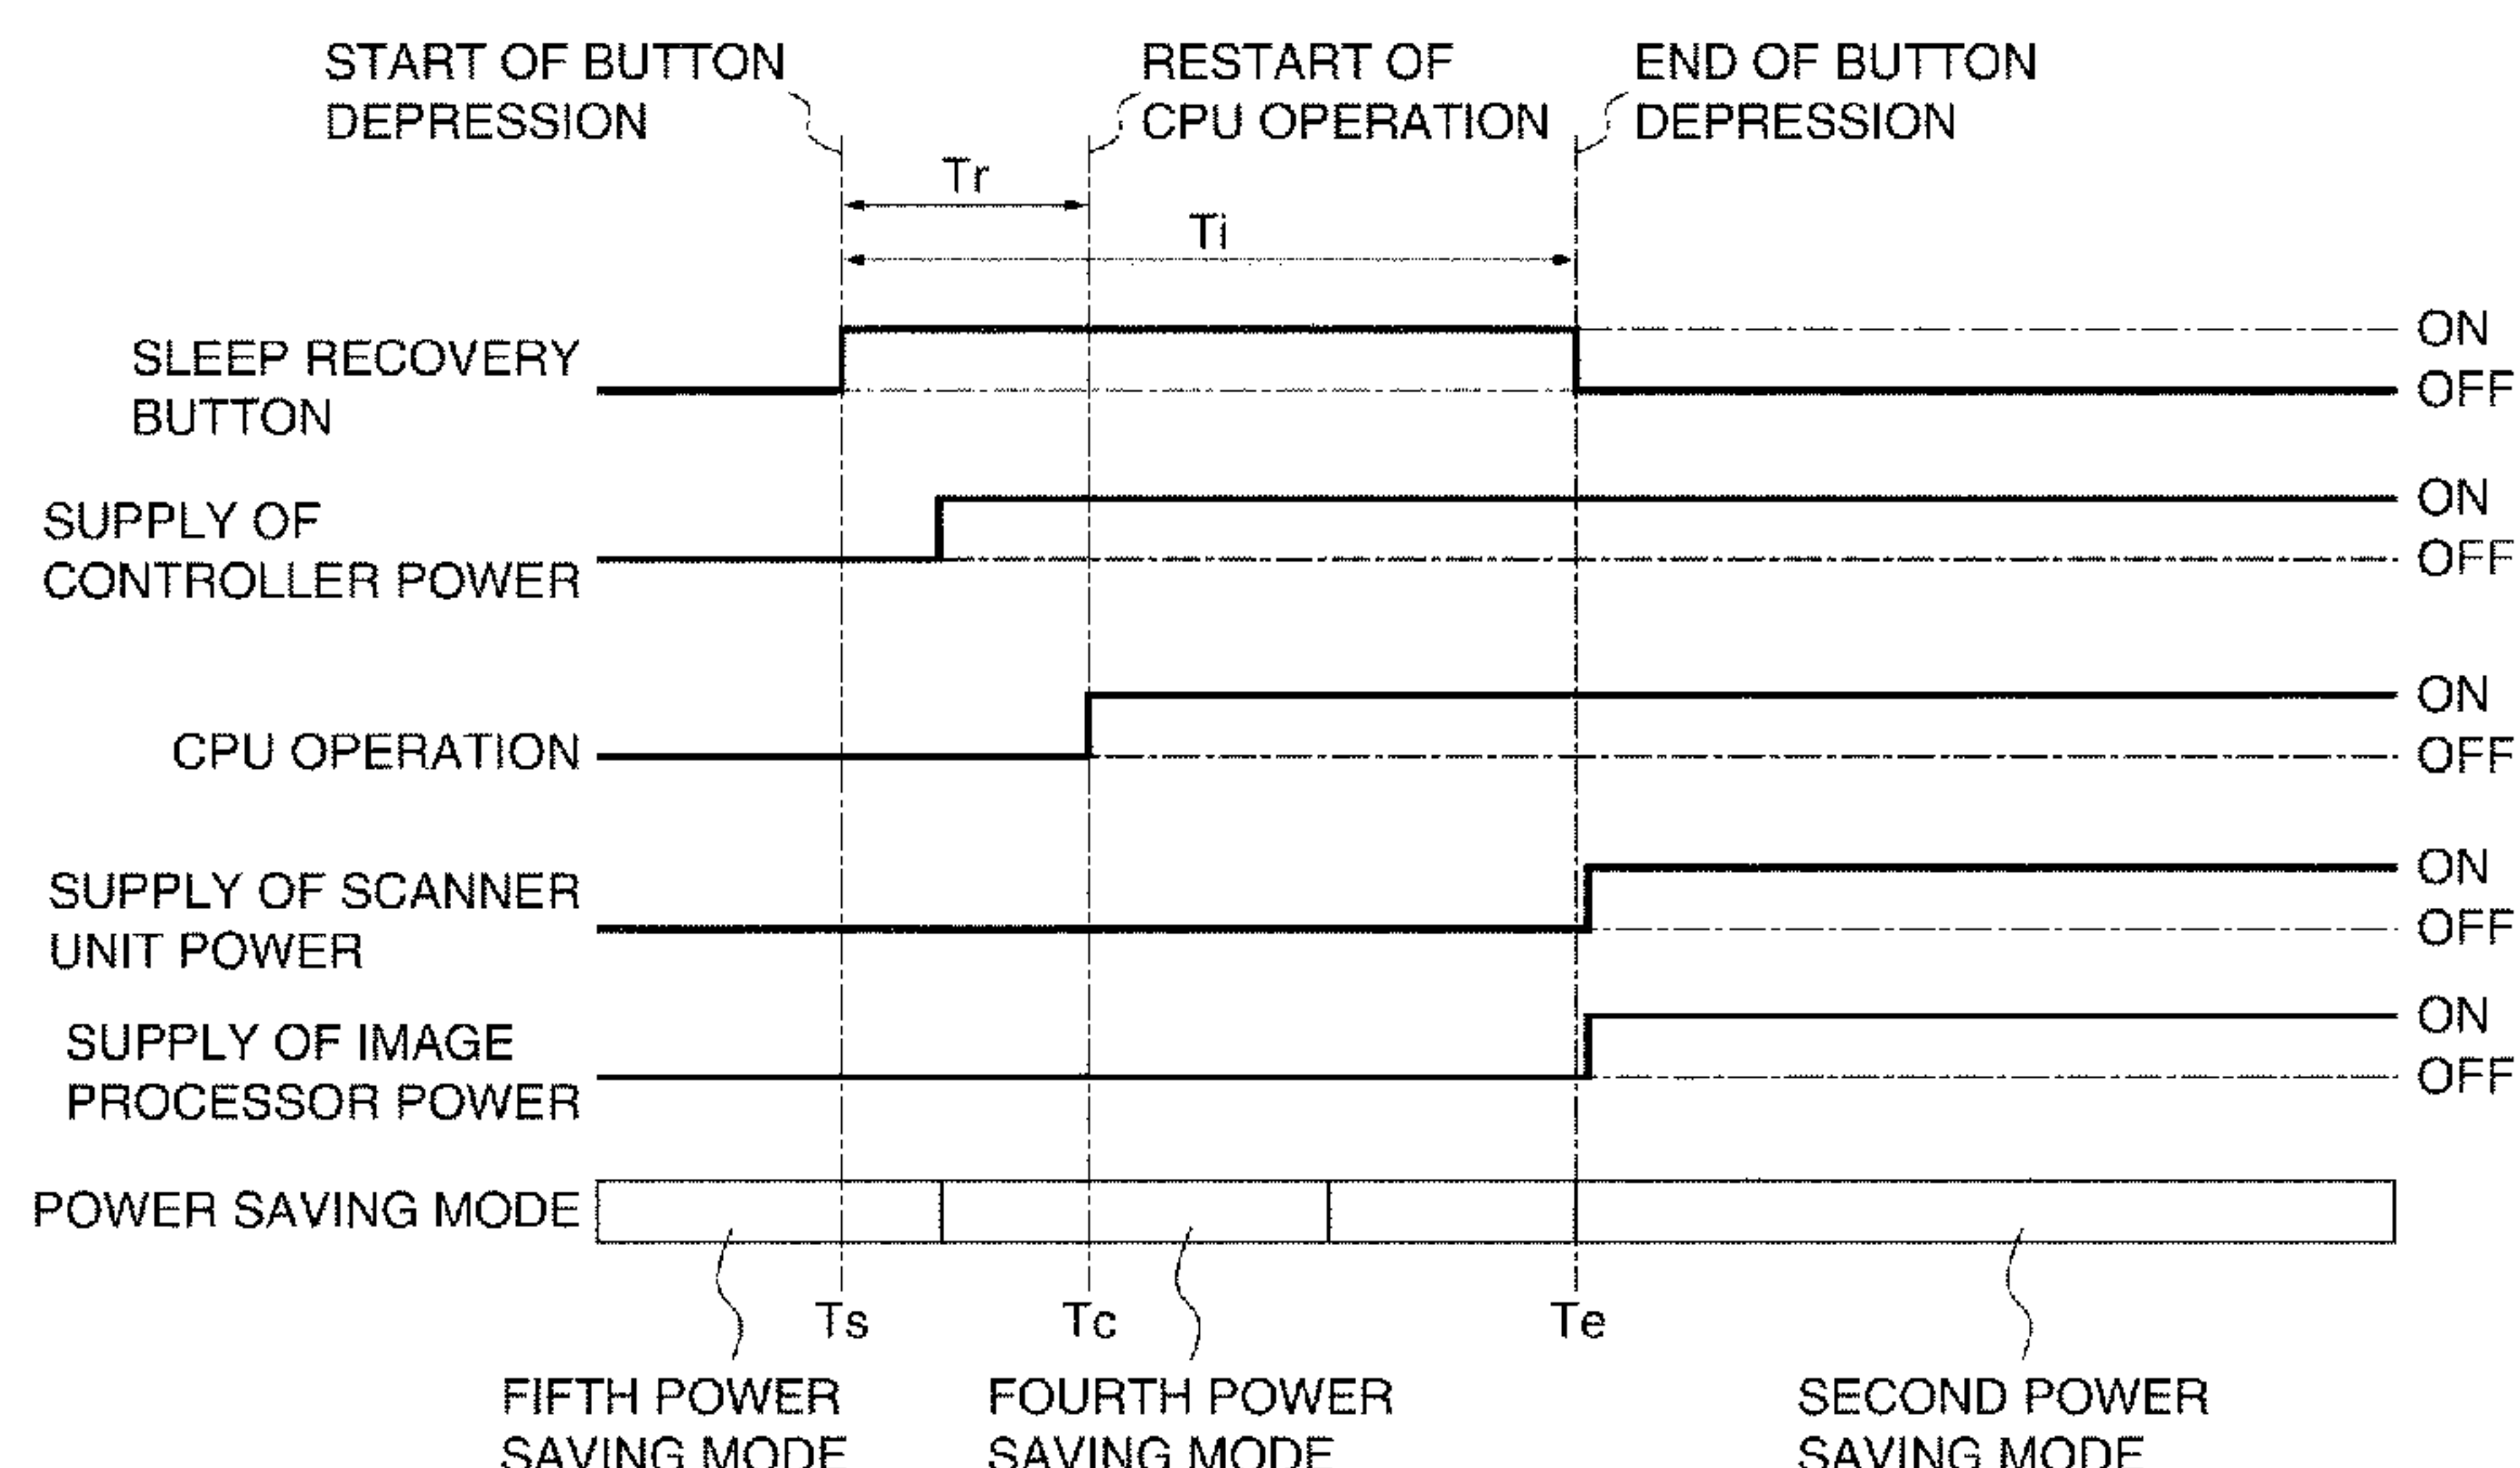 START OF BUTTON
DEPRESSION
RESTART OF
CPU OPERATION
END OF BUTTON
DEPRESSION
Tr
Ti
SLEEP RECOVERY
BUTTON
ON
OFF
SUPPLY OF
CONTROLLER POWER
ON
OFF
CPU OPERATION
ON
OFF
SUPPLY OF SCANNER
UNIT POWER
ON
OFF
SUPPLY OF IMAGE
PROCESSOR POWER
ON
OFF
POWER SAVING MODE
Ts
Tc
Te
FIFTH POWER
SAVING MODE
FOURTH POWER
SAVING MODE
SECOND POWER
SAVING MODE